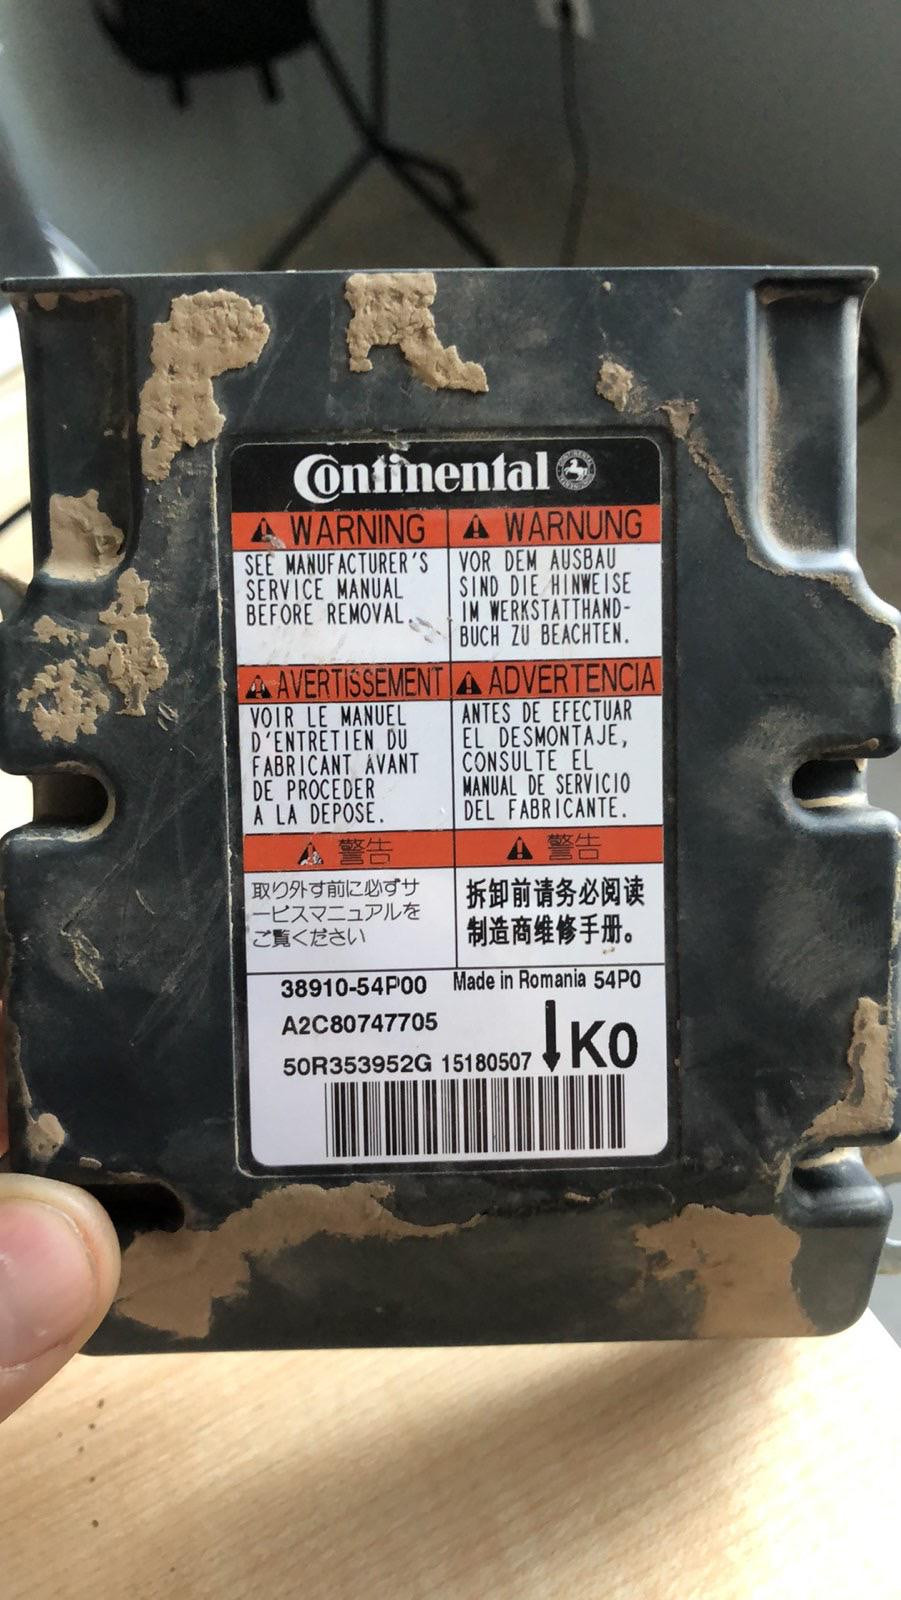 Continental
WARNING
SEE MANUFACTURER'S
SERVICE MANUAL
BEFORE REMOVAL.
WARNUNG
VOR DEM AUSBAU
SIND DIE HINWEISE
IM WERKSTATTHAND-
BUCH ZU BEACHTEN.
AVERTISSEMENT
VOIR LE MANUEL
D'ENTRETIEN DU
FABRICANT AVANT
DE PROCEDER
A LA DEPOSE.
ADVERTENCIA
ANTES DE EFECTUAR
EL DESMONTAJE,
CONSULTE EL
MANUAL DE SERVICIO
DEL FABRICANTE.
警告
取り外す前に必ずサ
ービスマニュアルを
ご覧ください
警告
拆卸前请务必阅读
制造商维修手册。
38910-54P00 Made in Romania 54P0
A2C80747705
50R353952G 15180507 ↓K0